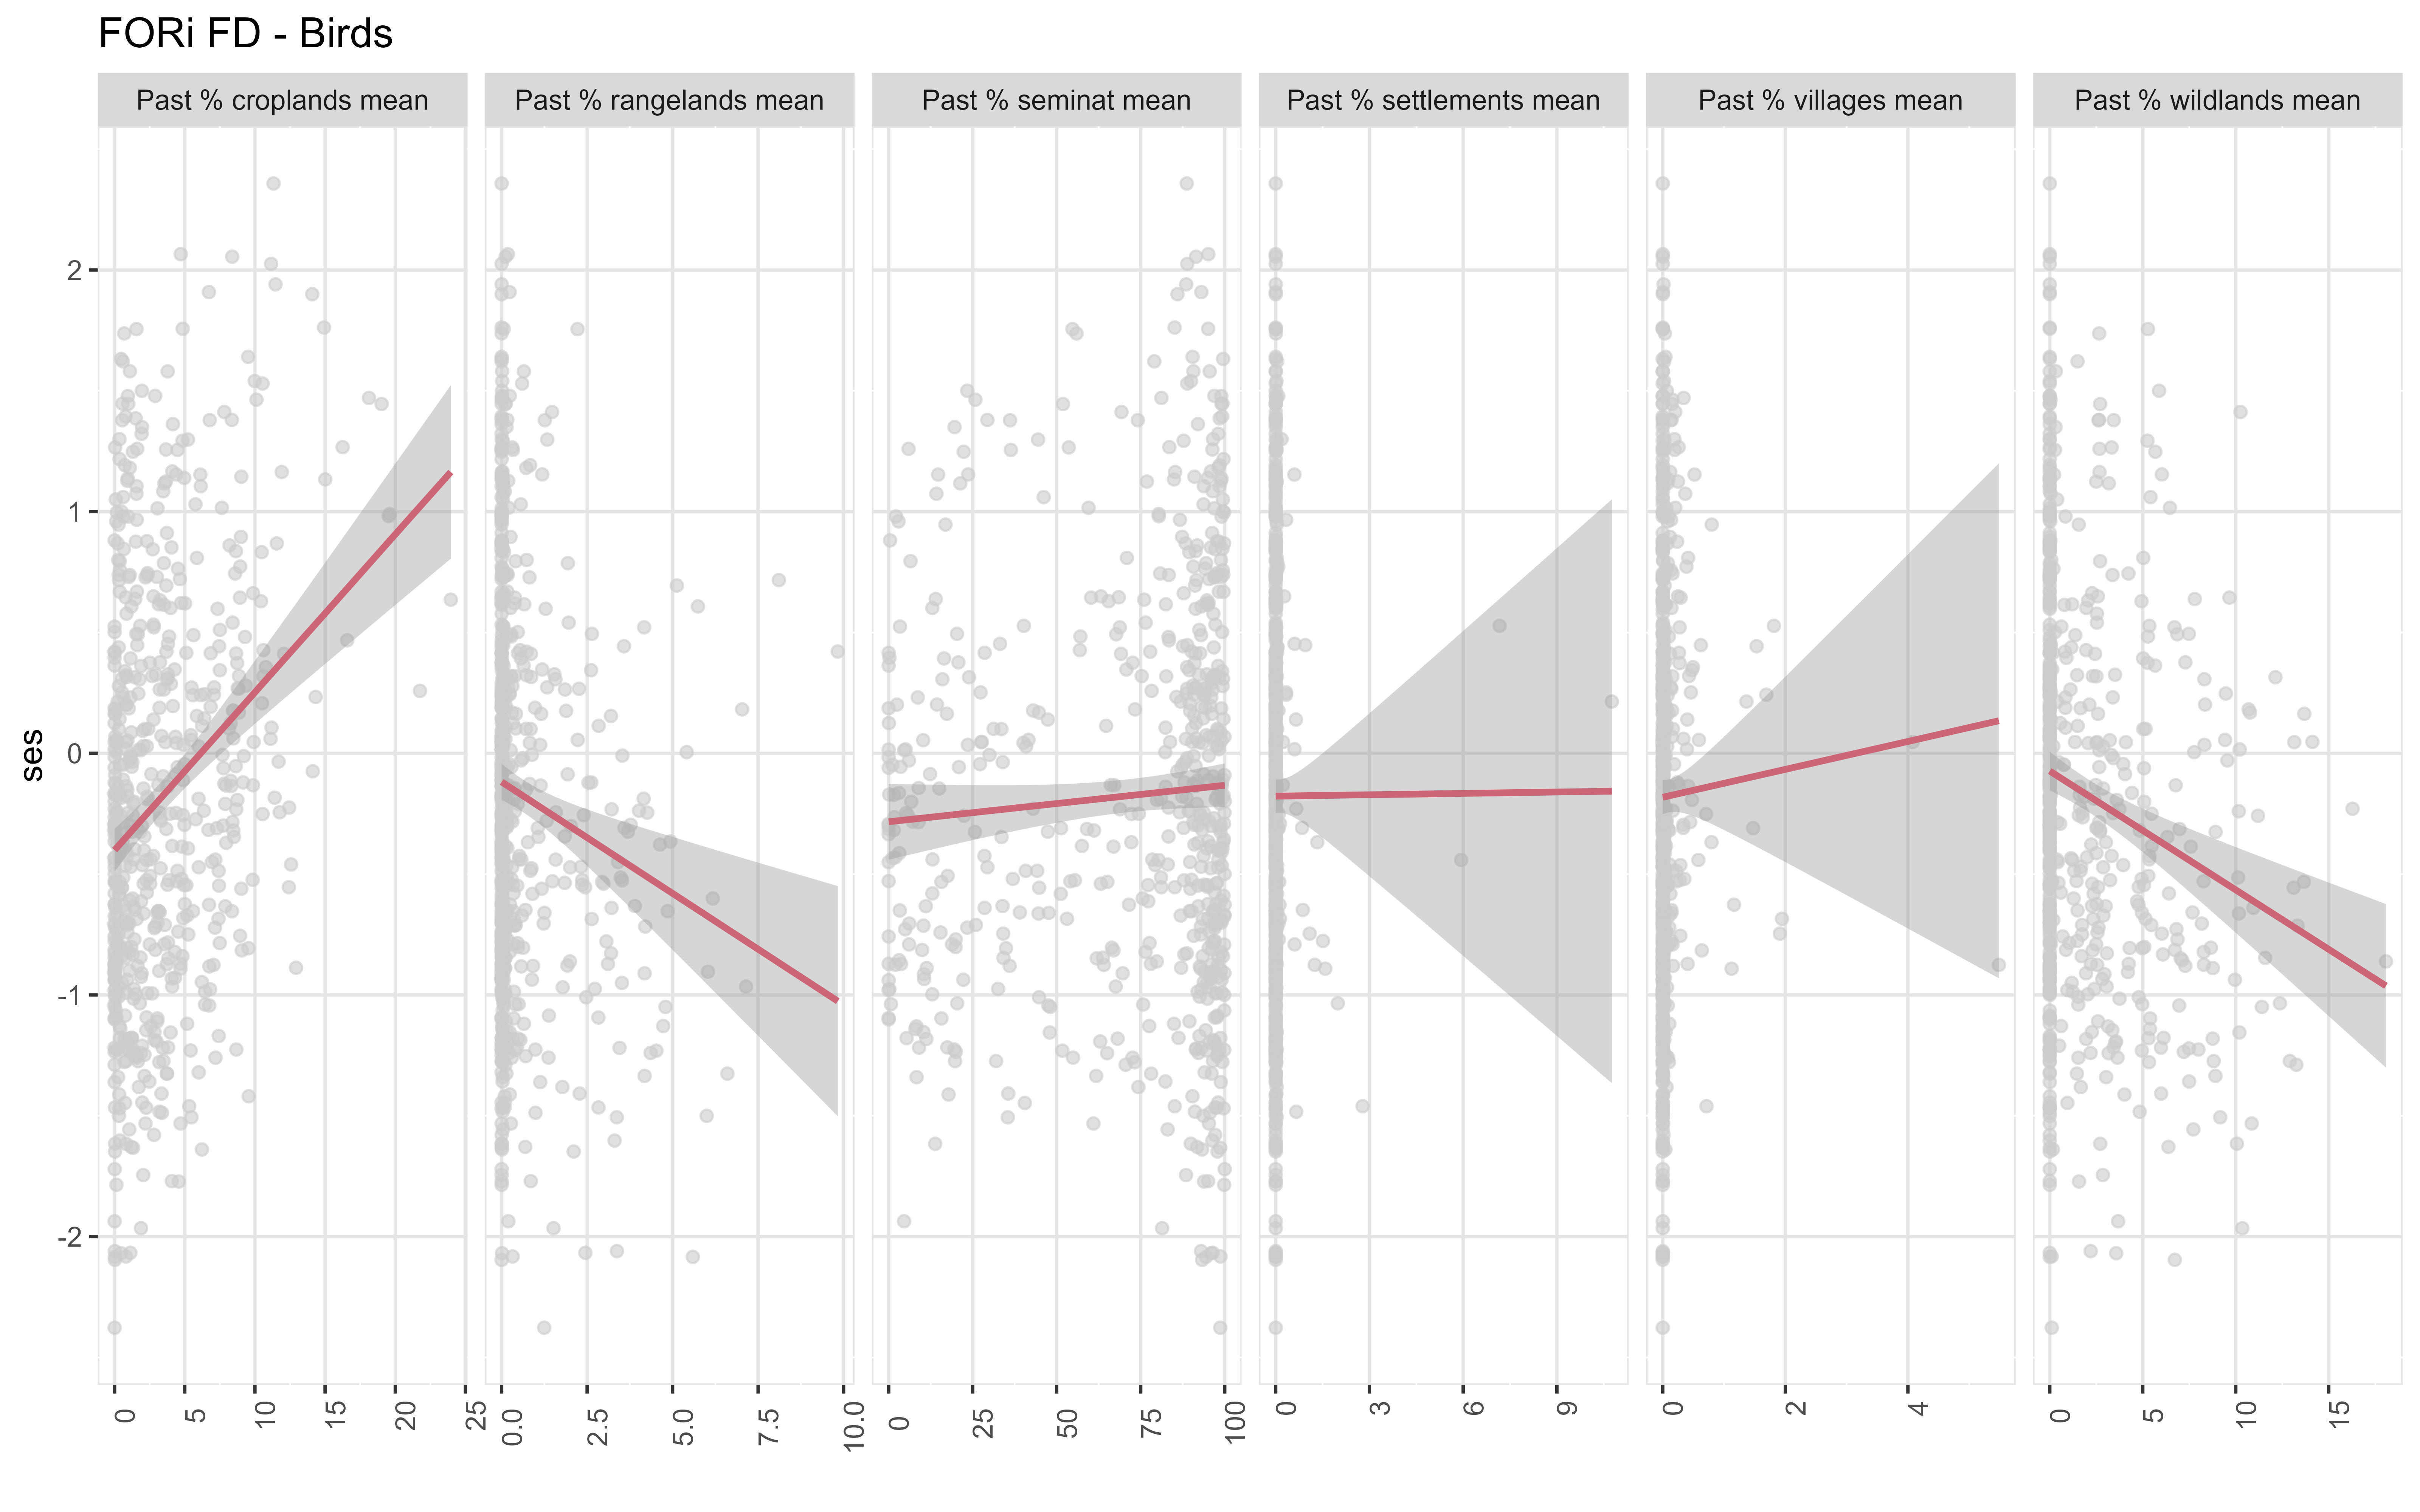 FORi FD - Birds
Past % croplands mean
Past % rangelands mean
Past % seminat mean
Past % settlements mean
Past % villages mean
Past % wildlands mean
ses
2
1
0
-1
-2
0 5 10 15 20 25
0.0 2.5 5.0 7.5 10.0
0 25 50 75 100
0 3 6 9
0 2 4
0 5 10 15